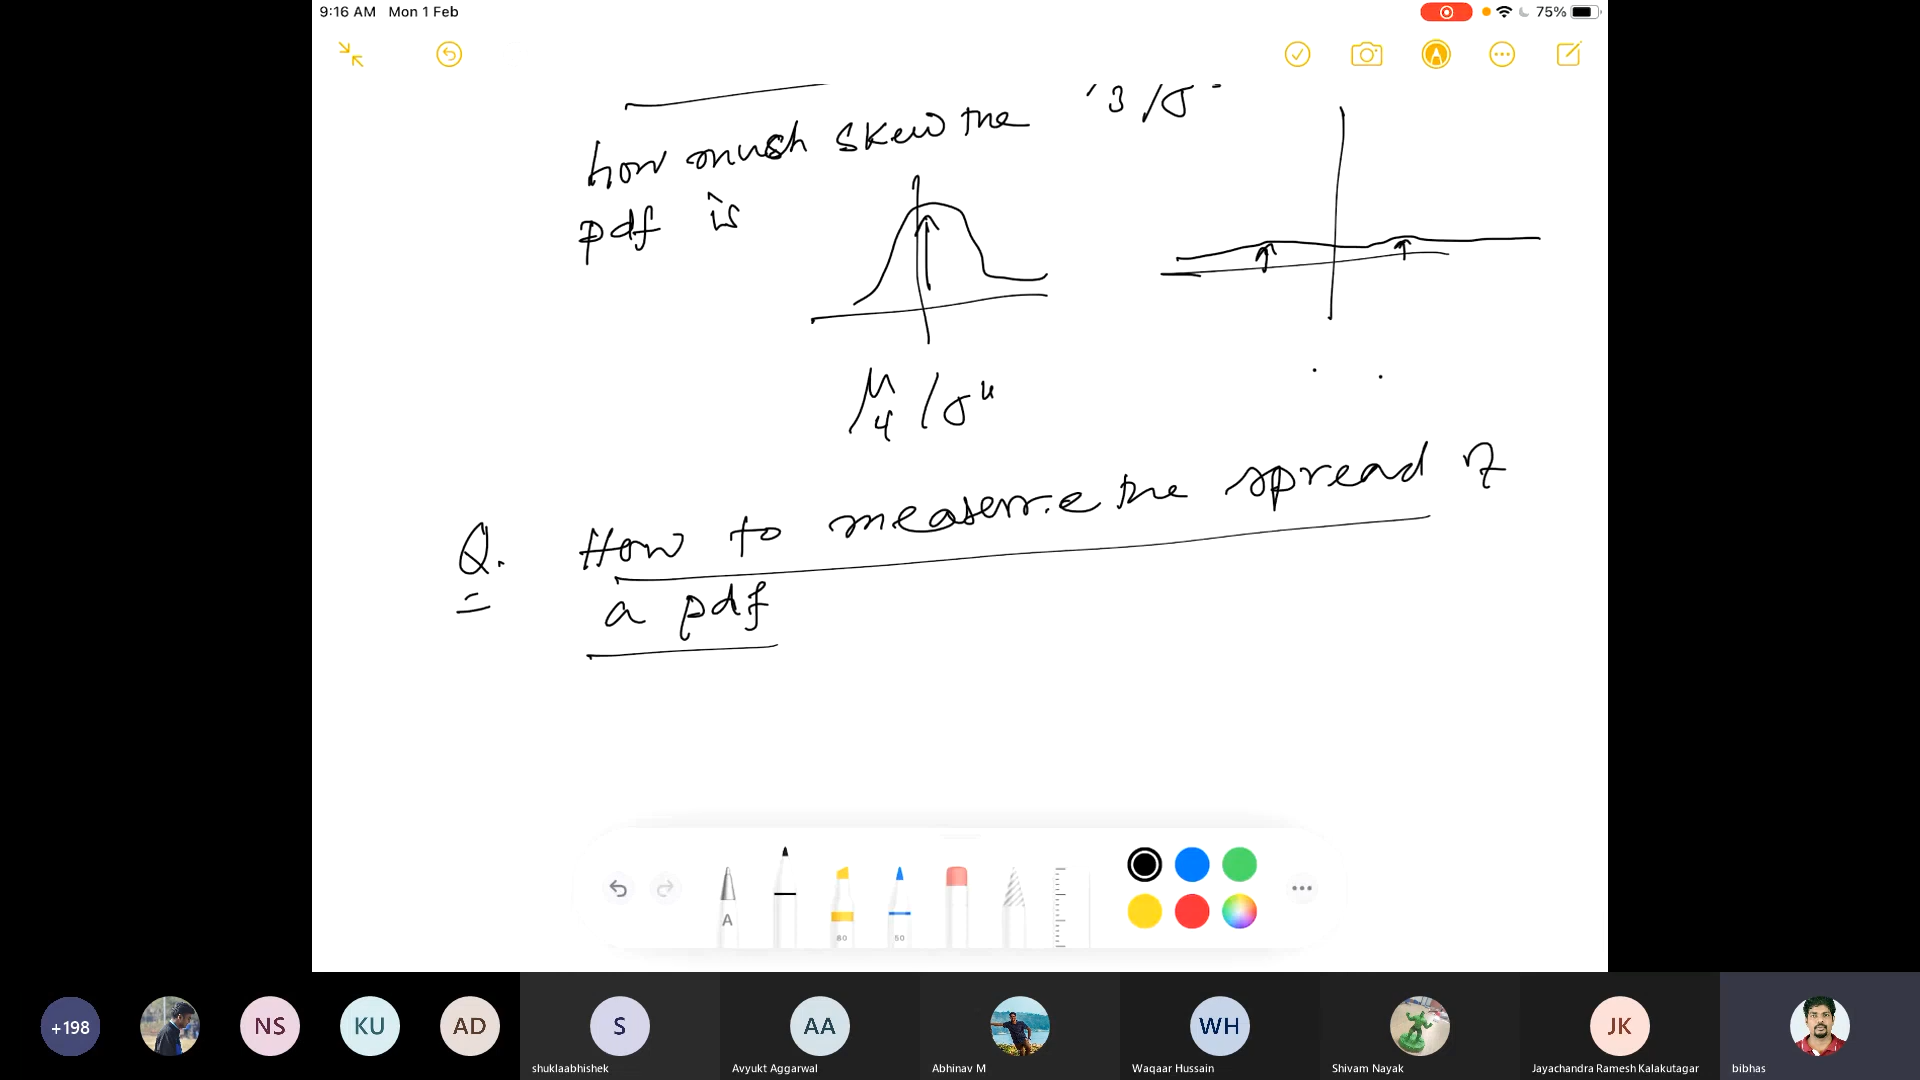 9:16 AM Mon 1 Feb
75%
3/σ
how much skew the
pdf is
μ4/σ4
Q. How to measure the spread of
a pdf
A
80
50
+198
NS
KU
AD
S
AA
WH
JK
shuklaabhishek
Avyukt Aggarwal
Abhinav M
Waqaar Hussain
Shivam Nayak
Jayachandra Ramesh Kalakutagar
bibhas